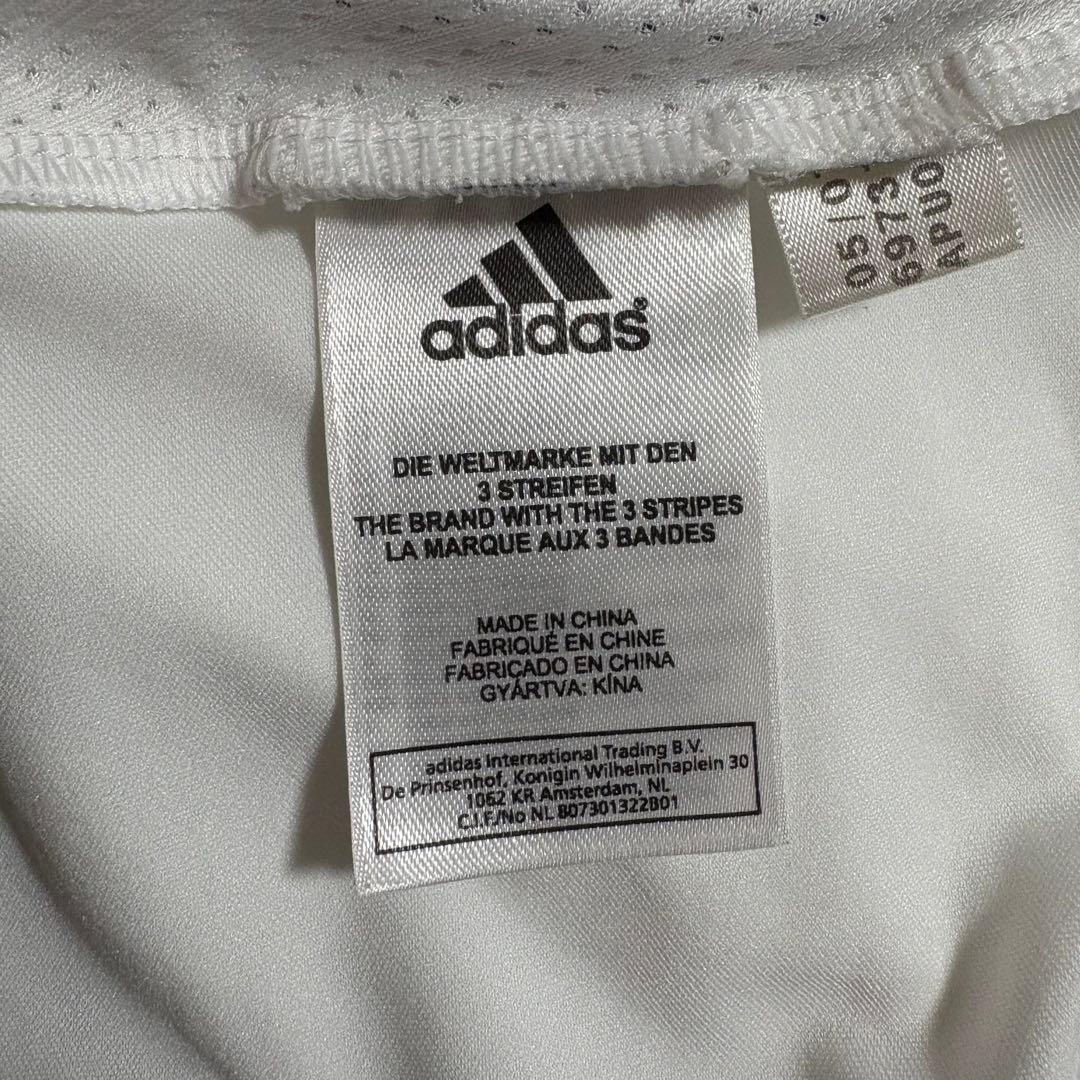 adidas®
DIE WELTMARKE MIT DEN
3 STREIFEN
THE BRAND WITH THE 3 STRIPES
LA MARQUE AUX 3 BANDES
MADE IN CHINA
FABRIQUÉ EN CHINE
FABRICADO EN CHINA
GYÁRTVA: KÍNA
adidas International Trading B.V.
De Prinsenhof, Konigin Wilhelminaplein 30
1062 KR Amsterdam, NL
C.I.F./No NL 807301322B01
05/0
6973
APU0